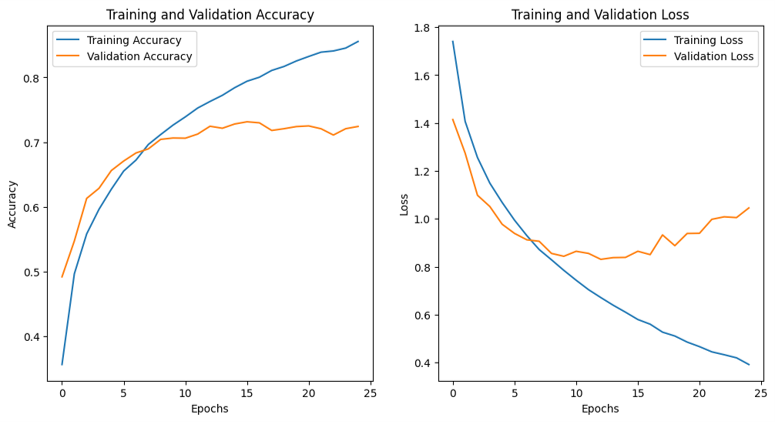 Training and Validation Accuracy
Training Accuracy
Validation Accuracy
0.8
0.7
0.6
0.5
0.4
Accuracy
0
5
10
15
20
25
Epochs
Training and Validation Loss
Training Loss
Validation Loss
1.8
1.6
1.4
1.2
1.0
0.8
0.6
0.4
Loss
0
5
10
15
20
25
Epochs